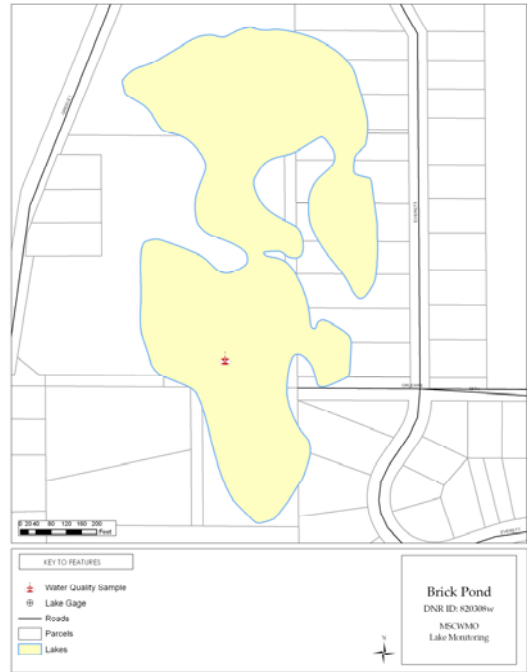 0 20 40 80 120 160 200
Feet
KEY TO FEATURES
Water Quality Sample
Lake Gage
Roads
Parcels
Lakes
N
Brick Pond
DNR ID: 820308w
MSCWMO
Lake Monitoring